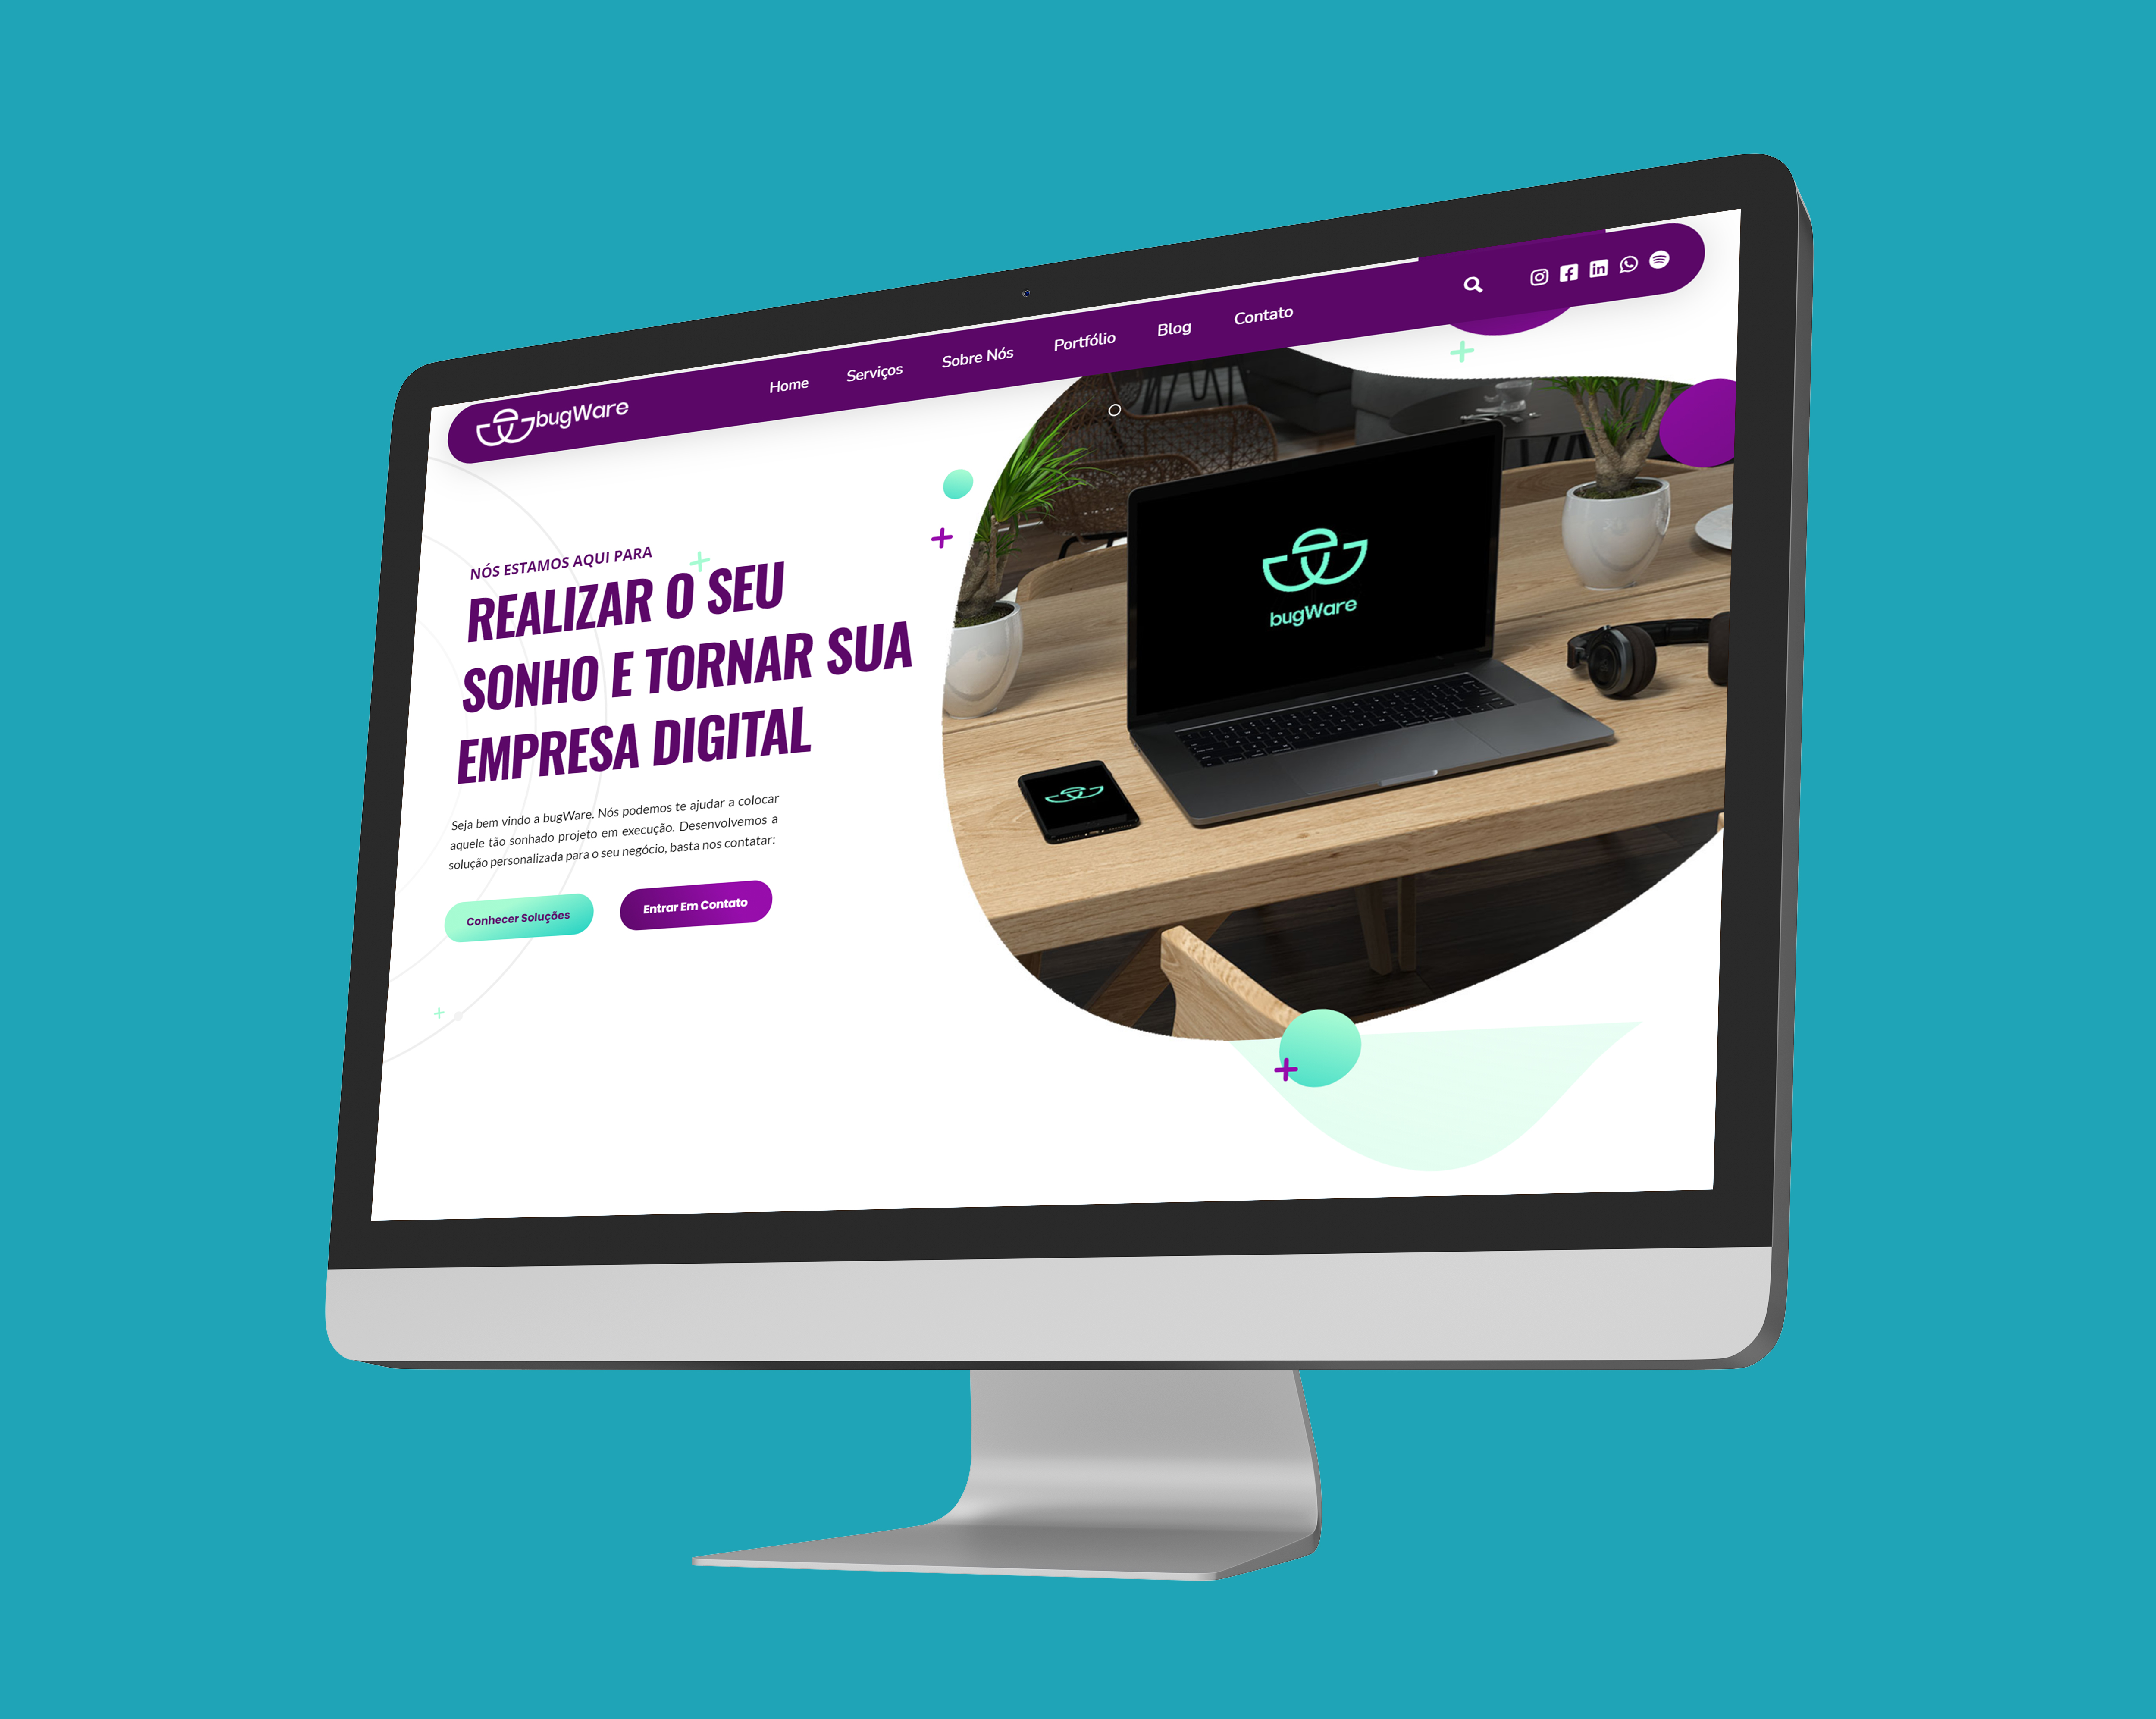 bugWare
Home
Serviços
Sobre Nós
Portfólio
Blog
Contato
NÓS ESTAMOS AQUI PARA
REALIZAR O SEU
SONHO E TORNAR SUA
EMPRESA DIGITAL
Seja bem vindo a bugWare. Nós podemos te ajudar a colocar
aquele tão sonhado projeto em execução. Desenvolvemos a
solução personalizada para o seu negócio, basta nos contatar:
Conhecer Soluções
Entrar Em Contato
bugWare